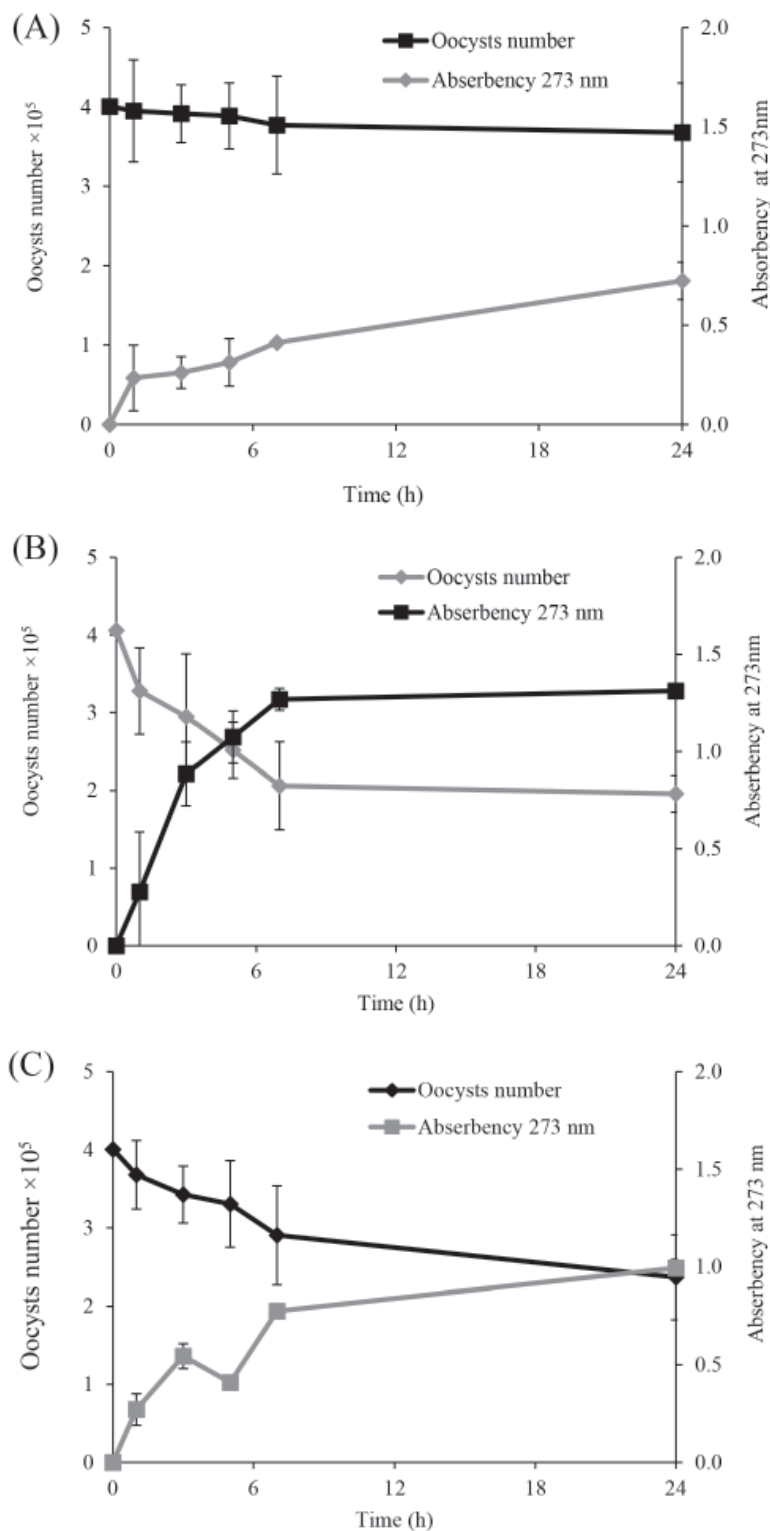 (A)
Oocysts number
Abserbency 273 nm
5
4
3
2
1
0
Oocysts number ×10⁵
2.0
1.5
1.0
0.5
0.0
Absorbency at 273nm
0 6 12 18 24
Time (h)
(B)
Oocysts number
Abserbency 273 nm
5
4
3
2
1
0
Oocysts number ×10⁵
2.0
1.5
1.0
0.5
0.0
Abserbency at 273nm
0 6 12 18 24
Time (h)
(C)
Oocysts number
Abserbency 273 nm
5
4
3
2
1
0
Oocysts number ×10⁵
2.0
1.5
1.0
0.5
0.0
Abserbency at 273 nm
0 6 12 18 24
Time (h)